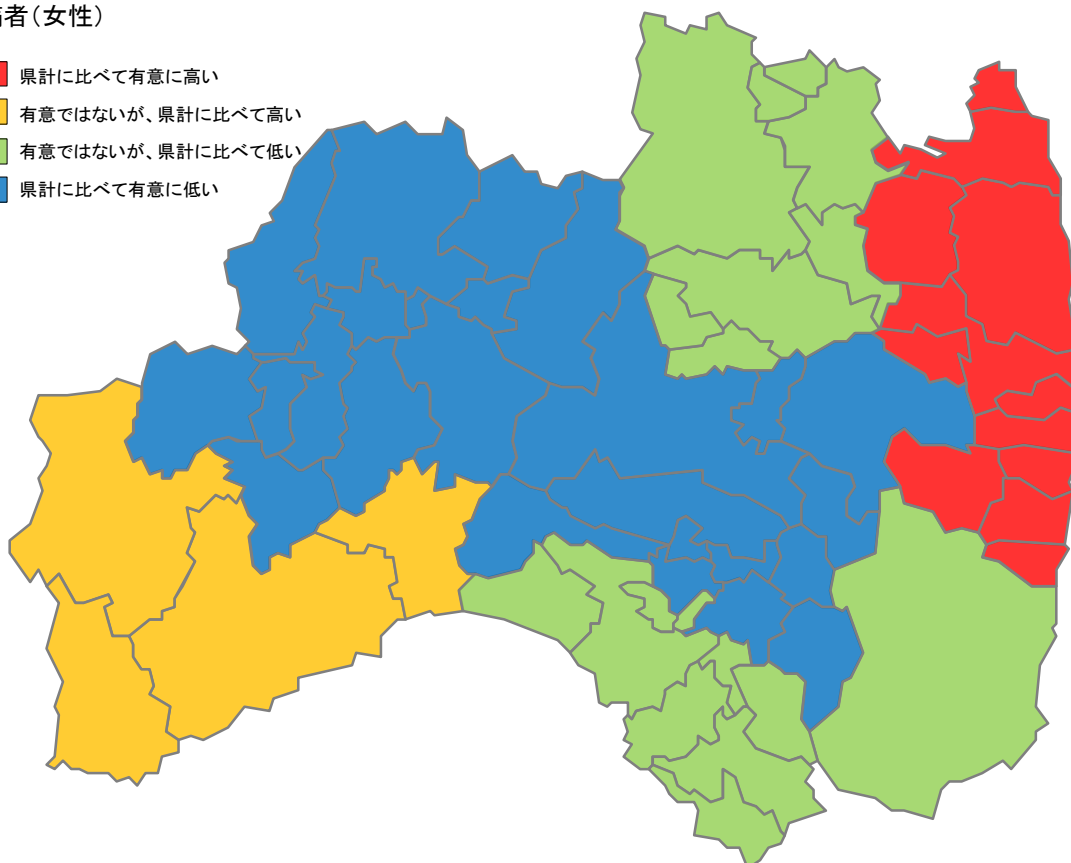 者（女性）
県計に比べて有意に高い
有意ではないが、県計に比べて高い
有意ではないが、県計に比べて低い
県計に比べて有意に低い